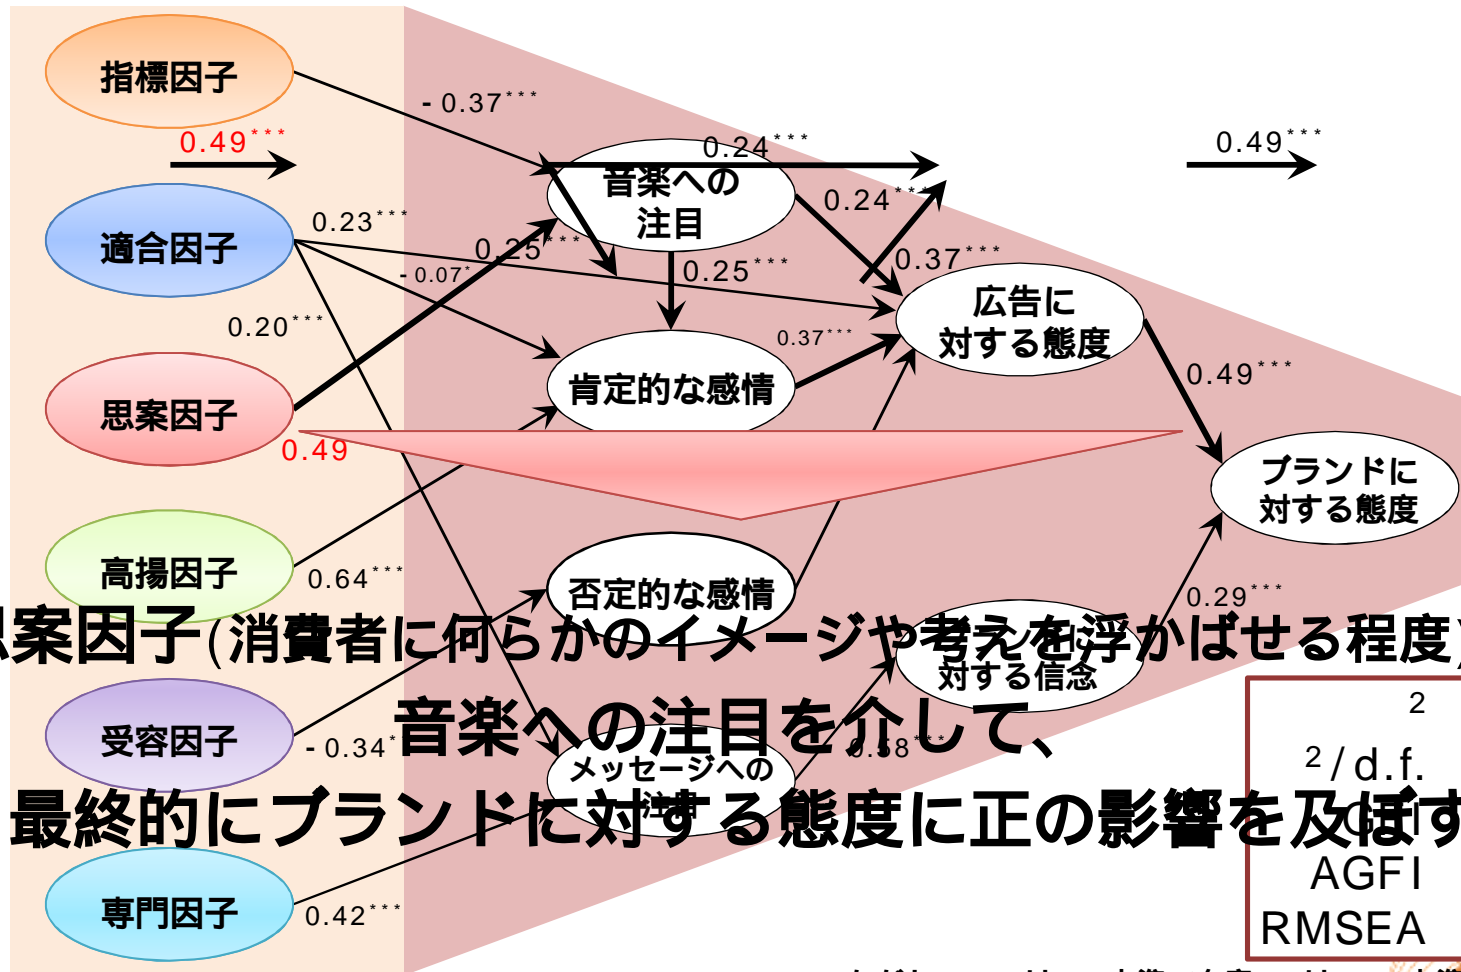 指標因子
- 0.37***
0.49***
0.24***
0.49***
音楽への
注目
適合因子
0.23***
0.24***
0.25***
- 0.07*
0.25***
0.37***
広告に
対する態度
0.20***
0.37***
思案因子
肯定的な感情
0.49***
0.49
ブランドに
対する態度
高揚因子
0.64***
否定的な感情
0.29***
思案因子(消費者に何らかのイメージや考えを浮かばせる程度)
対する信念
受容因子
- 0.34*
音楽への注目を介して、
0.58***
メッセージへの
注目
2
2/d.f.
最終的にブランドに対する態度に正の影響を及ぼす
GFI
AGFI
RMSEA
専門因子
0.42***